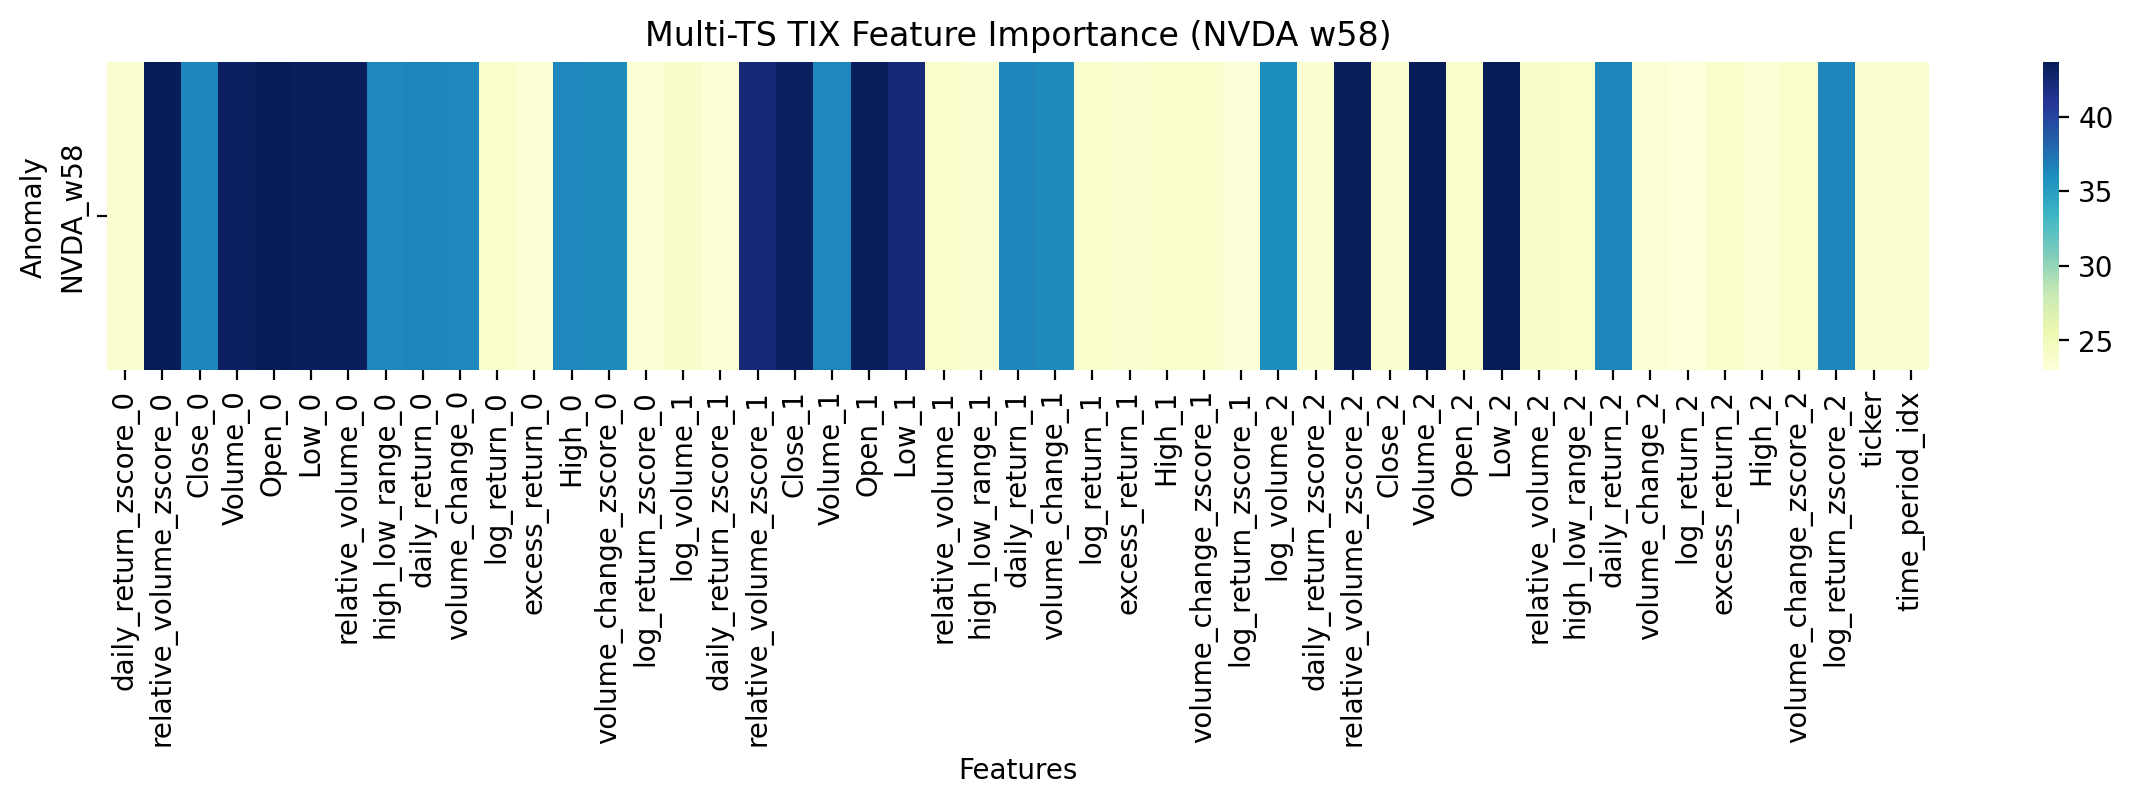 Multi-TS TIX Feature Importance (NVDA w58)
Anomaly
NVDA_w58
40
35
30
25
daily_return_zscore_0
relative_volume_zscore_0
Close_0
Volume_0
Open_0
Low_0
relative_volume_0
high_low_range_0
daily_return_0
volume_change_0
log_return_0
excess_return_0
High_0
volume_change_zscore_0
log_return_zscore_0
log_volume_1
daily_return_zscore_1
relative_volume_zscore_1
Close_1
Volume_1
Open_1
Low_1
relative_volume_1
high_low_range_1
daily_return_1
volume_change_1
log_return_1
excess_return_1
High_1
volume_change_zscore_1
log_return_zscore_1
log_volume_2
daily_return_zscore_2
relative_volume_zscore_2
Close_2
Volume_2
Open_2
Low_2
relative_volume_2
high_low_range_2
daily_return_2
volume_change_2
log_return_2
excess_return_2
High_2
volume_change_zscore_2
log_return_zscore_2
ticker
time_period_idx
Features